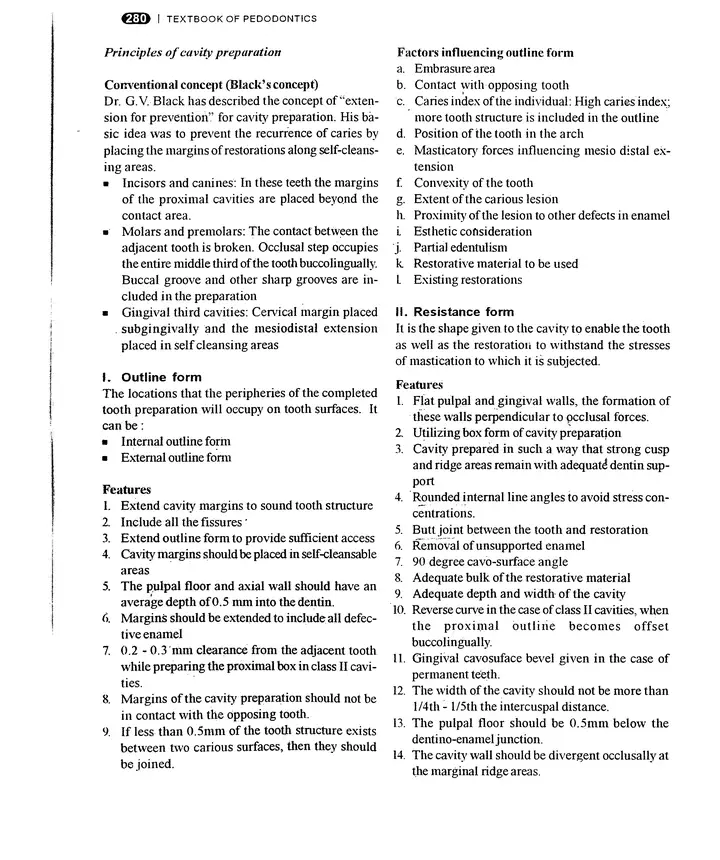 280 | TEXTBOOK OF PEDODONTICS
Principles of cavity preparation
Conventional concept (Black's concept)
Dr. G.V. Black has described the concept of "exten-
sion for prevention" for cavity preparation. His ba-
sic idea was to prevent the recurrence of caries by
placing the margins of restorations along self-cleans-
ing areas.
▪ Incisors and canines: In these teeth the margins
of the proximal cavities are placed beyond the
contact area.
▪ Molars and premolars: The contact between the
adjacent tooth is broken. Occlusal step occupies
the entire middle third of the tooth buccolingually.
Buccal groove and other sharp grooves are in-
cluded in the preparation
▪ Gingival third cavities: Cervical margin placed
subgingivally and the mesiodistal extension
placed in self cleansing areas
I. Outline form
The locations that the peripheries of the completed
tooth preparation will occupy on tooth surfaces. It
can be :
▪ Internal outline form
▪ External outline form
Features
1. Extend cavity margins to sound tooth structure
2. Include all the fissures
3. Extend outline form to provide sufficient access
4. Cavity margins should be placed in self-cleansable
areas
5. The pulpal floor and axial wall should have an
average depth of 0.5 mm into the dentin.
6. Margins should be extended to include all defec-
tive enamel
7. 0.2 - 0.3 mm clearance from the adjacent tooth
while preparing the proximal box in class II cavi-
ties.
8. Margins of the cavity preparation should not be
in contact with the opposing tooth.
9. If less than 0.5mm of the tooth structure exists
between two carious surfaces, then they should
be joined.
Factors influencing outline form
a. Embrasure area
b. Contact with opposing tooth
c. Caries index of the individual: High caries index;
more tooth structure is included in the outline
d. Position of the tooth in the arch
e. Masticatory forces influencing mesio distal ex-
tension
f. Convexity of the tooth
g. Extent of the carious lesion
h. Proximity of the lesion to other defects in enamel
i. Esthetic consideration
j. Partial edentulism
k. Restorative material to be used
l. Existing restorations
II. Resistance form
It is the shape given to the cavity to enable the tooth
as well as the restoration to withstand the stresses
of mastication to which it is subjected.
Features
1. Flat pulpal and gingival walls, the formation of
these walls perpendicular to occlusal forces.
2. Utilizing box form of cavity preparation
3. Cavity prepared in such a way that strong cusp
and ridge areas remain with adequate dentin sup-
port
4. Rounded internal line angles to avoid stress con-
centrations.
5. Butt joint between the tooth and restoration
6. Removal of unsupported enamel
7. 90 degree cavo-surface angle
8. Adequate bulk of the restorative material
9. Adequate depth and width of the cavity
10. Reverse curve in the case of class II cavities, when
the proximal outline becomes offset
buccolingually.
11. Gingival cavosuface bevel given in the case of
permanent teeth.
12. The width of the cavity should not be more than
1/4th - 1/5th the intercuspal distance.
13. The pulpal floor should be 0.5mm below the
dentino-enamel junction.
14. The cavity wall should be divergent occlusally at
the marginal ridge areas.